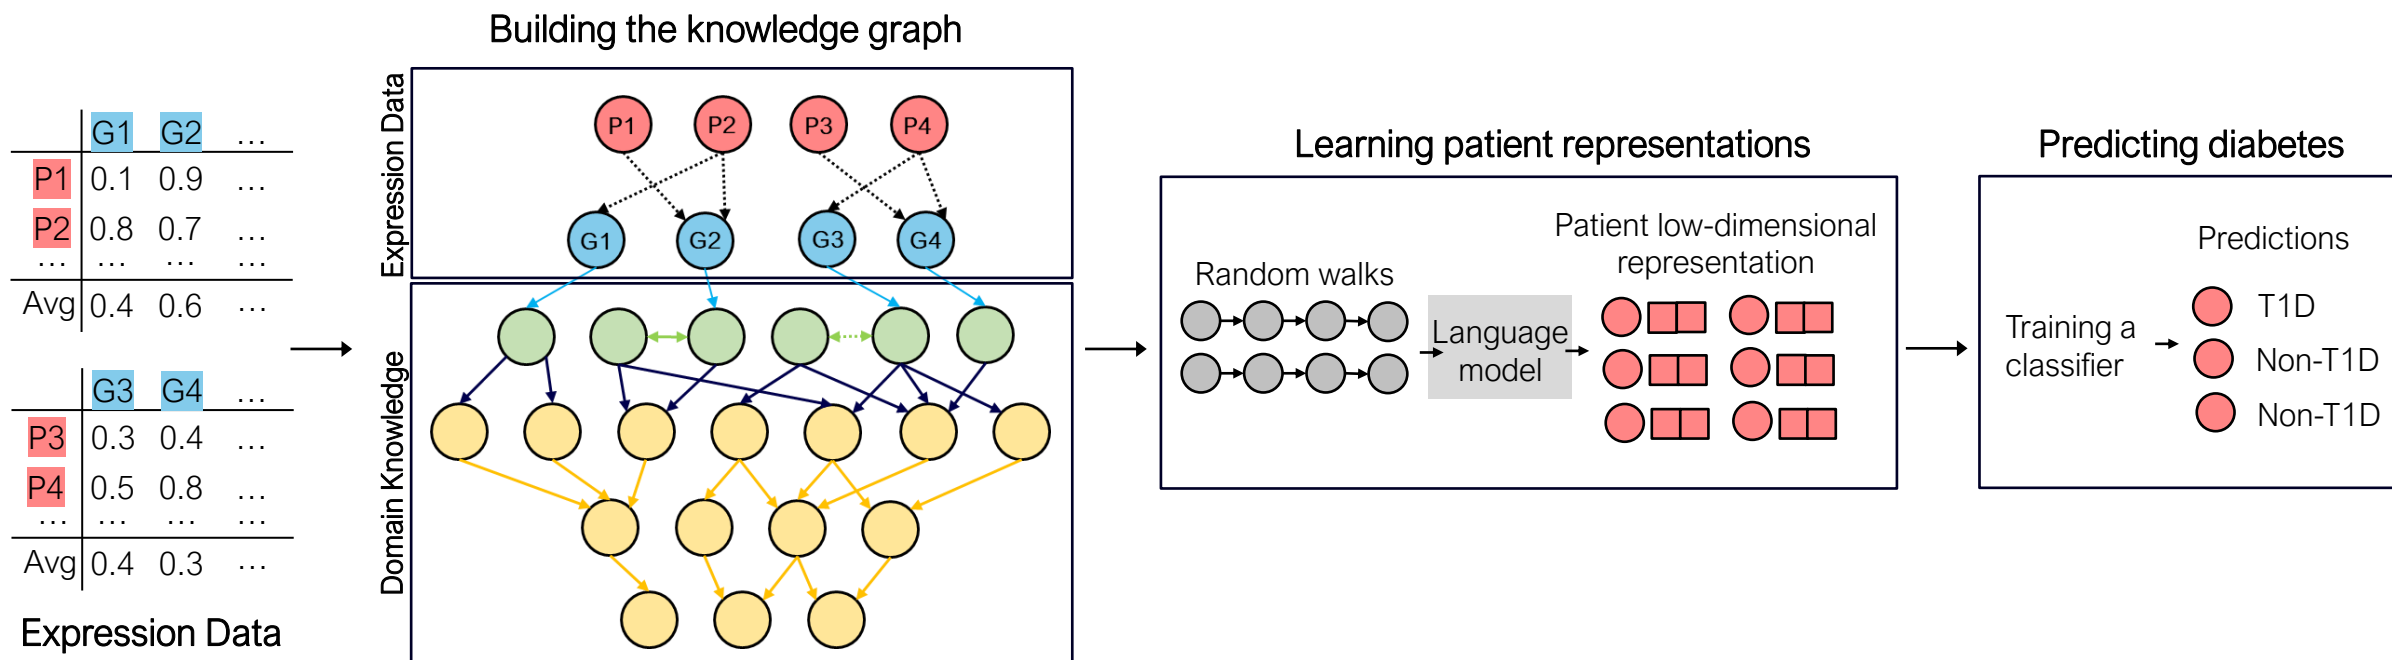 G1 G2 ...
P1 0.1 0.9 ...
P2 0.8 0.7 ...
... ... ... ...
Avg 0.4 0.6 ...
G3 G4 ...
P3 0.3 0.4 ...
P4 0.5 0.8 ...
... ... ... ...
Avg 0.4 0.3 ...
Expression Data
Building the knowledge graph
Expression Data
P1 P2 P3 P4
G1 G2 G3 G4
Domain Knowledge
Learning patient representations
Random walks
Language
model
Patient low-dimensional
representation
Predicting diabetes
Training a
classifier
Predictions
T1D
Non-T1D
Non-T1D